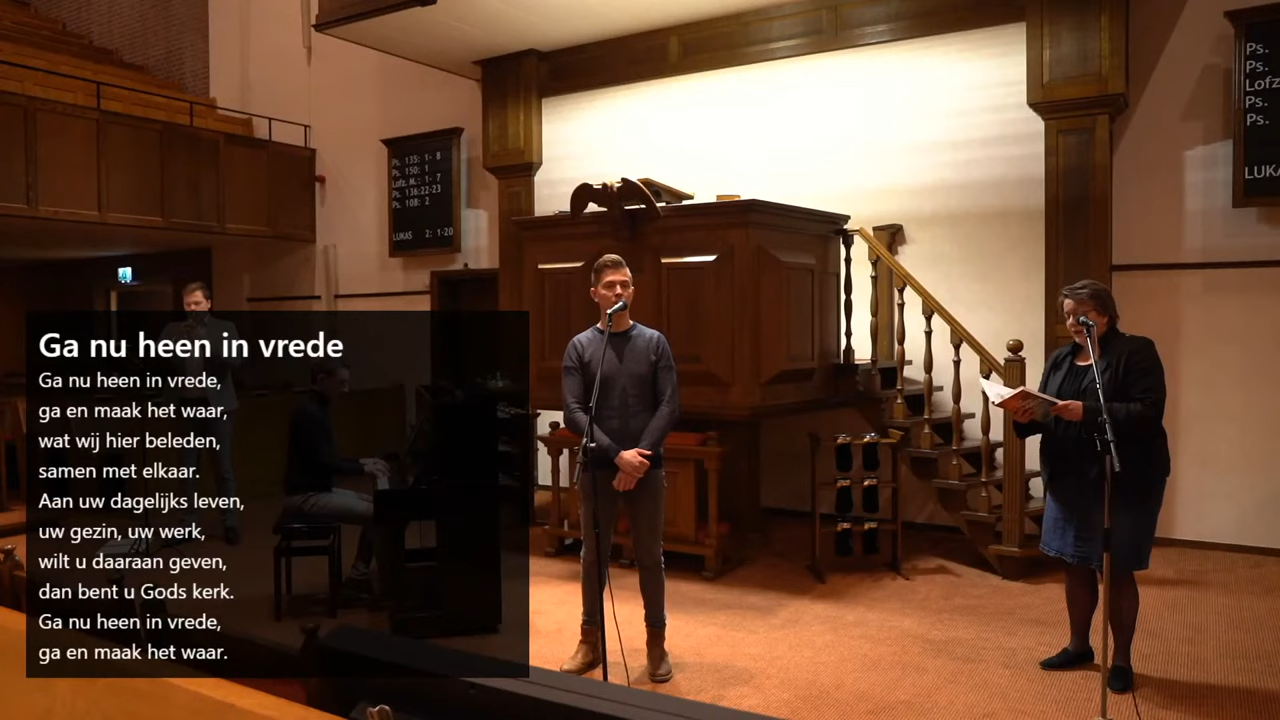 Ga nu heen in vrede
Ga nu heen in vrede,
ga en maak het waar,
wat wij hier beleden,
samen met elkaar.
Aan uw dagelijks leven,
uw gezin, uw werk,
wilt u daaraan geven,
dan bent u Gods kerk.
Ga nu heen in vrede,
ga en maak het waar.
Ps. 135: 1- 8
Ps. 150: 1
Lofz. M.: 1- 7
Ps. 136:22-23
Ps. 108: 2
LUKAS 2: 1-20
Ps.
Ps.
Lofz
Ps.
Ps.
LUKA